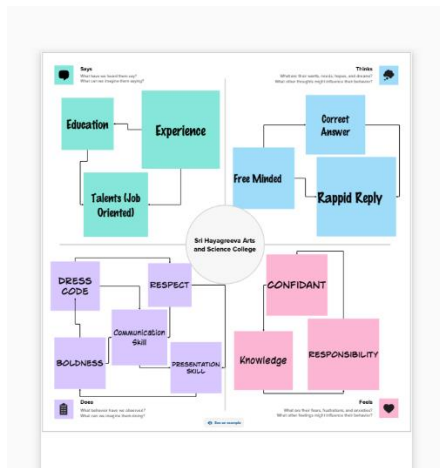 Says
What have we heard them say?
What can we imagine them saying?
Thinks
What are their wants, needs, hopes, and dreams?
What other thoughts might influence their behavior?
Education
Experience
Talents (Job
Oriented)
Correct
Answer
Free Minded
Rappid Reply
Sri Hayagreeva Arts
and Science College
DRESS
CODE
RESPECT
Communication
Skill
BOLDNESS
PRESENTATION
SKILL
CONFIDANT
Knowledge
RESPONSIBILITY
Does
What behavior have we observed?
What can we imagine them doing?
Feels
What are their fears, frustrations, and anxieties?
What other feelings might influence their behavior?
See an example